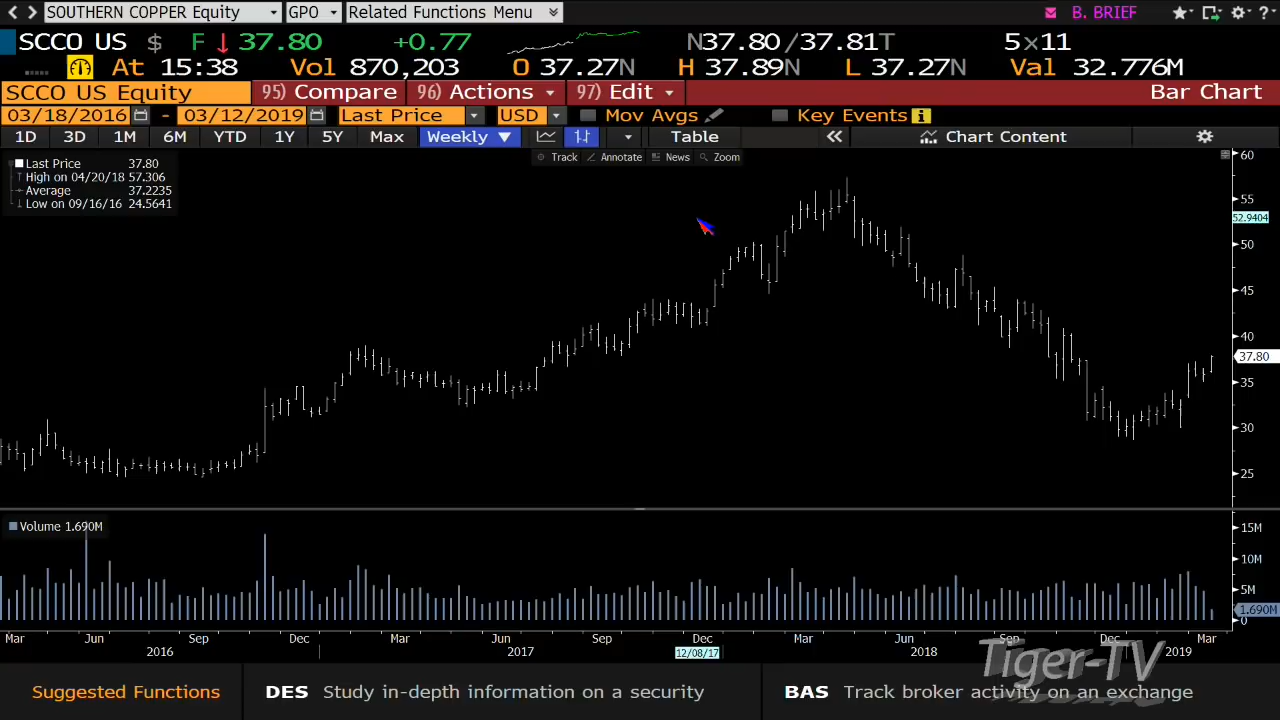 SOUTHERN COPPER Equity GPO Related Functions Menu B. BRIEF ?
SCCO US $ F ↓ 37.80 +0.77 N37.80 /37.81T 5x11
At 15:38 Vol 870,203 O 37.27N H 37.89N L 37.27N Val 32.776M
SCCO US Equity 95) Compare 96) Actions 97) Edit Bar Chart
03/18/2016 - 03/12/2019 Last Price USD Mov Avgs Key Events i
1D 3D 1M 6M YTD 1Y 5Y Max Weekly ▼ Table « Chart Content
Track Annotate News Zoom
Last Price 37.80
High on 04/20/18 57.306
Average 37.2235
Low on 09/16/16 24.5641
60
55
52.9404
50
45
40
37.80
35
30
25
Volume 1.690M
15M
10M
5M
1.690M
0
Mar Jun Sep Dec Mar Jun Sep Dec Mar Jun Sep Dec Mar
2016 2017 12/08/17 2018 2019
Tiger-TV
Suggested Functions DES Study in-depth information on a security BAS Track broker activity on an exchange